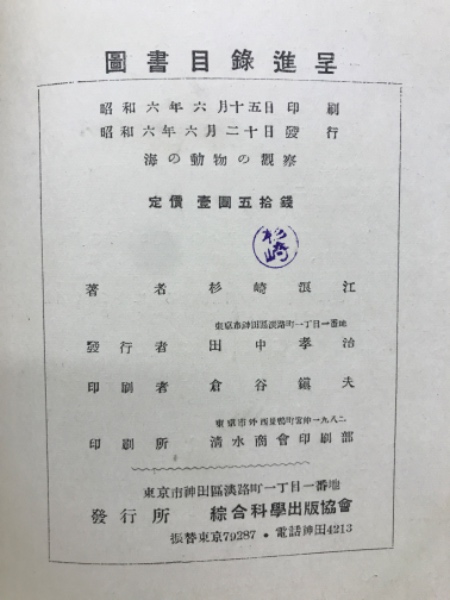 圖書目錄進呈
昭和六年六月十五日印刷
昭和六年六月二十日發行
海の動物の觀察
定價 壹圓五拾錢
杉崎
著者 杉崎浪江
東京市神田區淡路町一丁目一番地
發行者 田中孝治
印刷者 倉谷鎭夫
東京市外西巢鴨町宮仲一九八二
印刷所 淸水商會印刷部
東京市神田區淡路町一丁目一番地
發行所 綜合科學出版協會
振替東京79287・電話神田4213